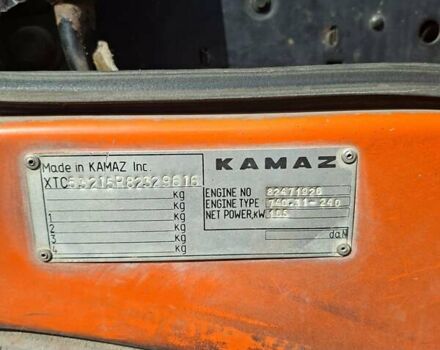 Made in KAMAZ Inc.
KAMAZ
XTC53215R82329616
kg
ENGINE NO 82471920
kg
ENGINE TYPE 740.31-240
1 kg
NET POWER,kW 165
2 kg
3 kg
daN
4 kg